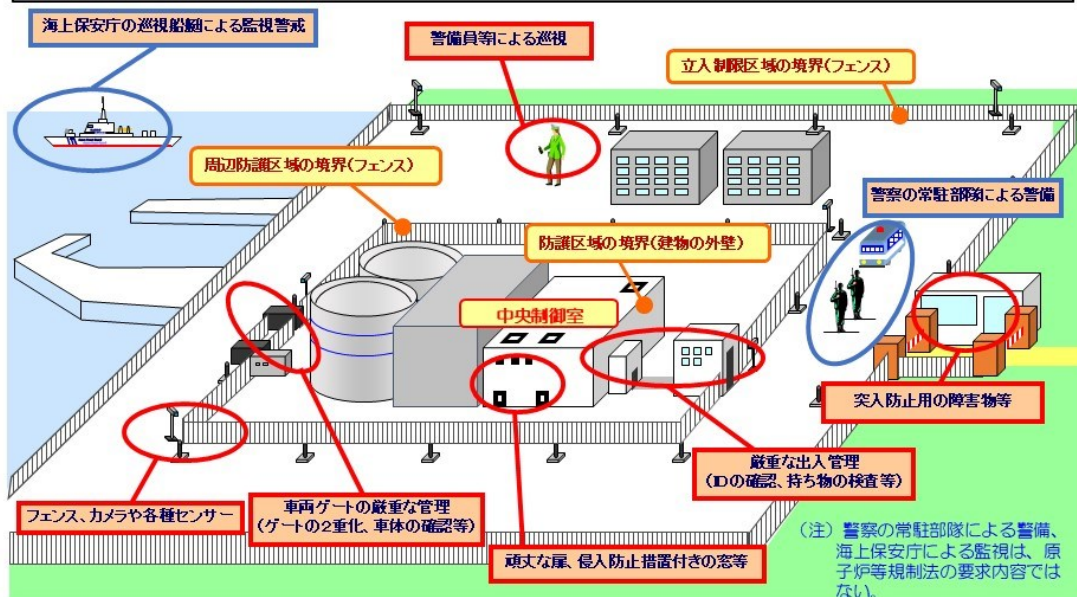 海上保安庁の巡視船艇による監視警戒
警備員等による巡視
立入制限区域の境界(フェンス)
周辺防護区域の境界(フェンス)
警察の常駐部隊による警備
防護区域の境界(建物の外壁)
中央制御室
突入防止用の障害物等
厳重な出入管理
(IDの確認、持ち物の検査等)
フェンス、カメラや各種センサー
車両ゲートの厳重な管理
(ゲートの2重化、車体の確認等)
頑丈な扉、侵入防止措置付きの窓等
(注) 警察の常駐部隊による警備、
海上保安庁による監視は、原
子炉等規制法の要求内容では
ない。